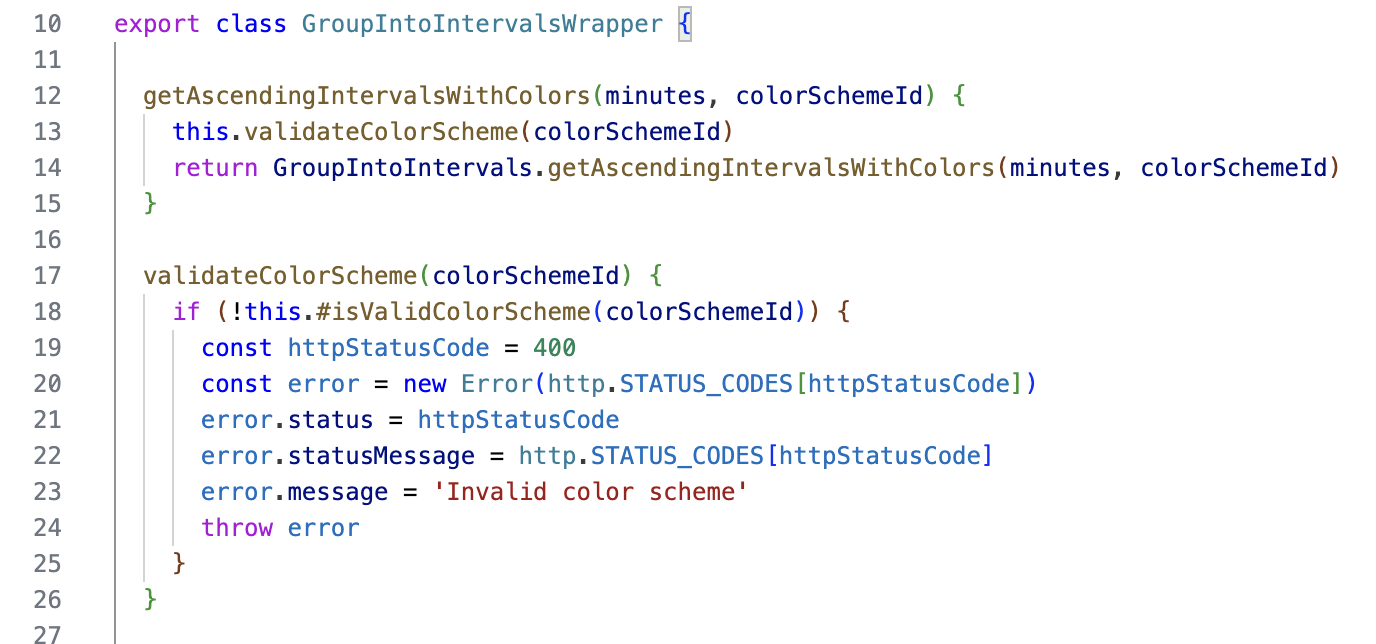 10 export class GroupIntoIntervalsWrapper {
11
12 getAscendingIntervalsWithColors(minutes, colorSchemeId) {
13 this.validateColorScheme(colorSchemeId)
14 return GroupIntoIntervals.getAscendingIntervalsWithColors(minutes, colorSchemeId)
15 }
16
17 validateColorScheme(colorSchemeId) {
18 if (!this.#isValidColorScheme(colorSchemeId)) {
19 const httpStatusCode = 400
20 const error = new Error(http.STATUS_CODES[httpStatusCode])
21 error.status = httpStatusCode
22 error.statusMessage = http.STATUS_CODES[httpStatusCode]
23 error.message = 'Invalid color scheme'
24 throw error
25 }
26 }
27